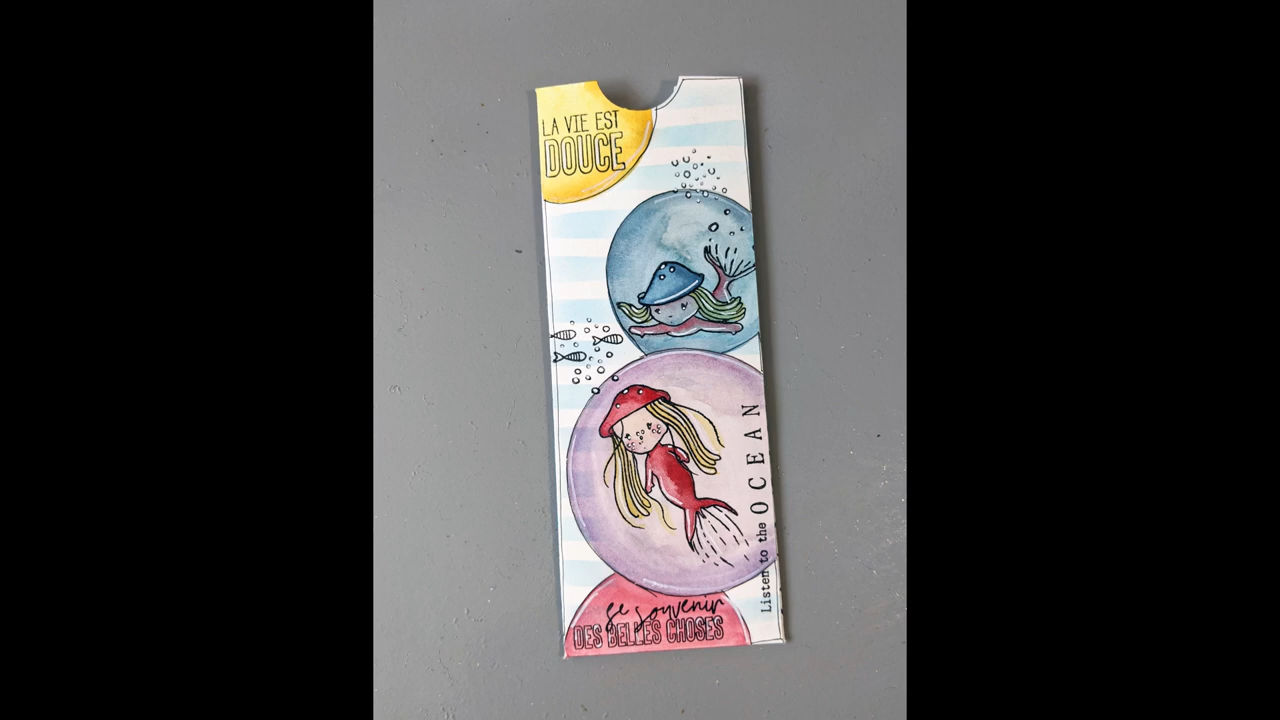 LA VIE EST
DOUCE
Listen to the OCEAN
se souvenir
DES BELLES CHOSES